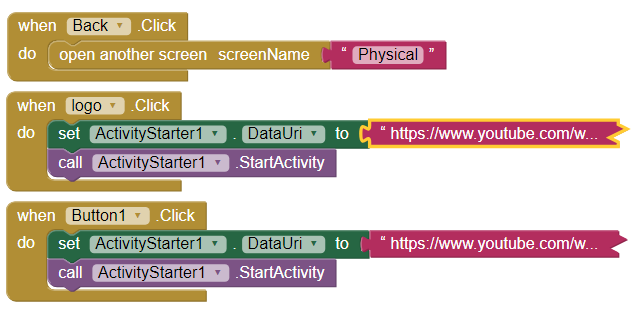 when Back .Click
do open another screen screenName " Physical "
when logo .Click
do set ActivityStarter1 . DataUri to " https://www.youtube.com/w...
call ActivityStarter1 .StartActivity
when Button1 .Click
do set ActivityStarter1 . DataUri to " https://www.youtube.com/w...
call ActivityStarter1 .StartActivity